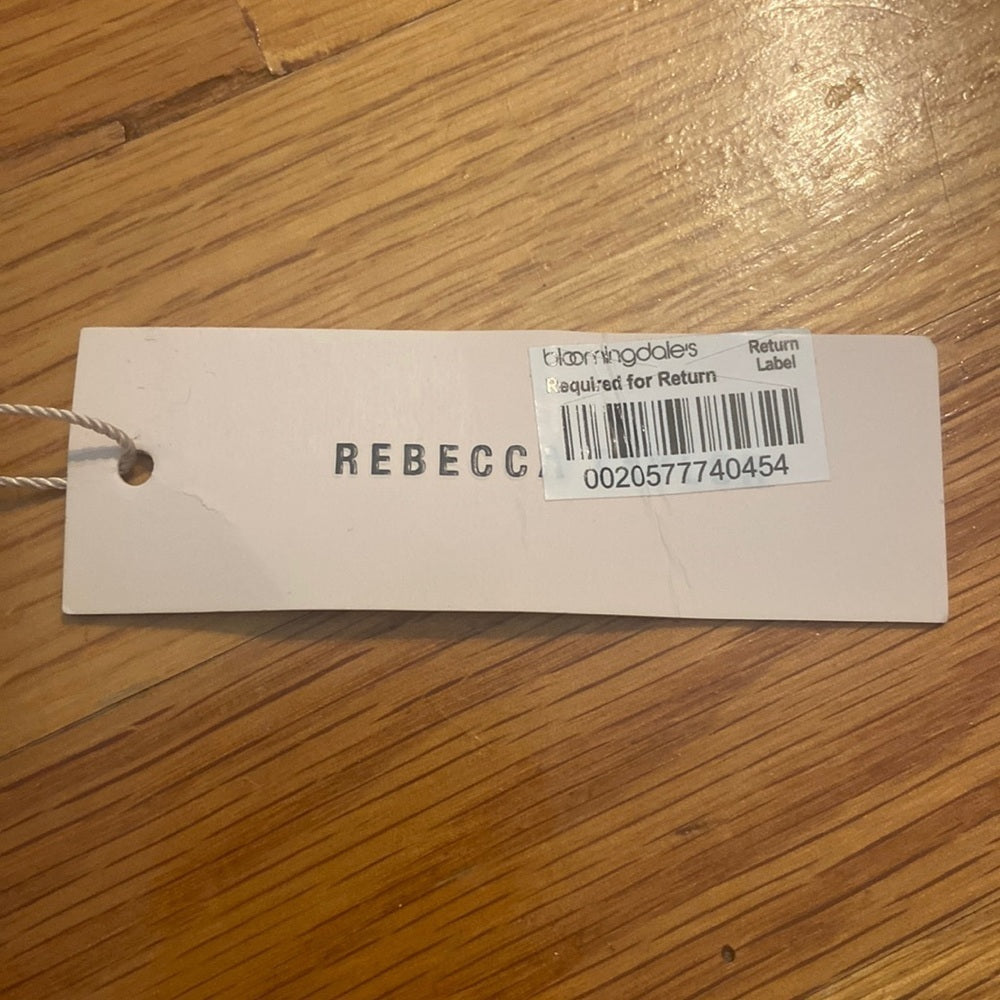 bloomingdale's
Return
Label
Required for Return
REBECCA
0020577740454